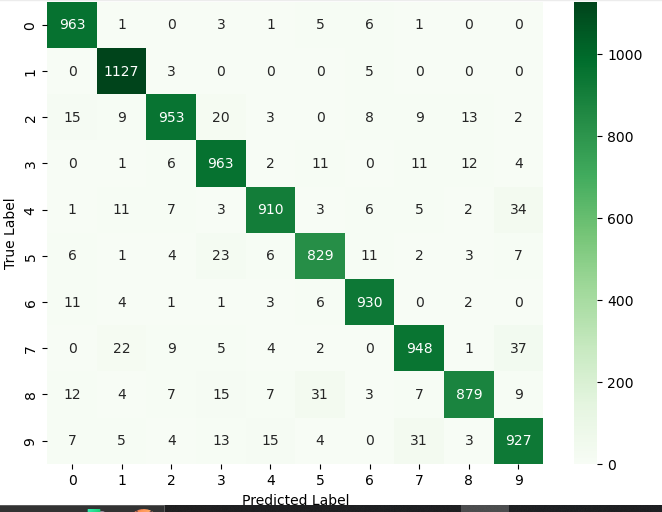 0 963 1 0 3 1 5 6 1 0 0
1 0 1127 3 0 0 0 5 0 0 0
2 15 9 953 20 3 0 8 9 13 2
3 0 1 6 963 2 11 0 11 12 4
4 1 11 7 3 910 3 6 5 2 34
5 6 1 4 23 6 829 11 2 3 7
6 11 4 1 1 3 6 930 0 2 0
7 0 22 9 5 4 2 0 948 1 37
8 12 4 7 15 7 31 3 7 879 9
9 7 5 4 13 15 4 0 31 3 927
0 1 2 3 4 5 6 7 8 9
Predicted Label
True Label
1000
800
600
400
200
0